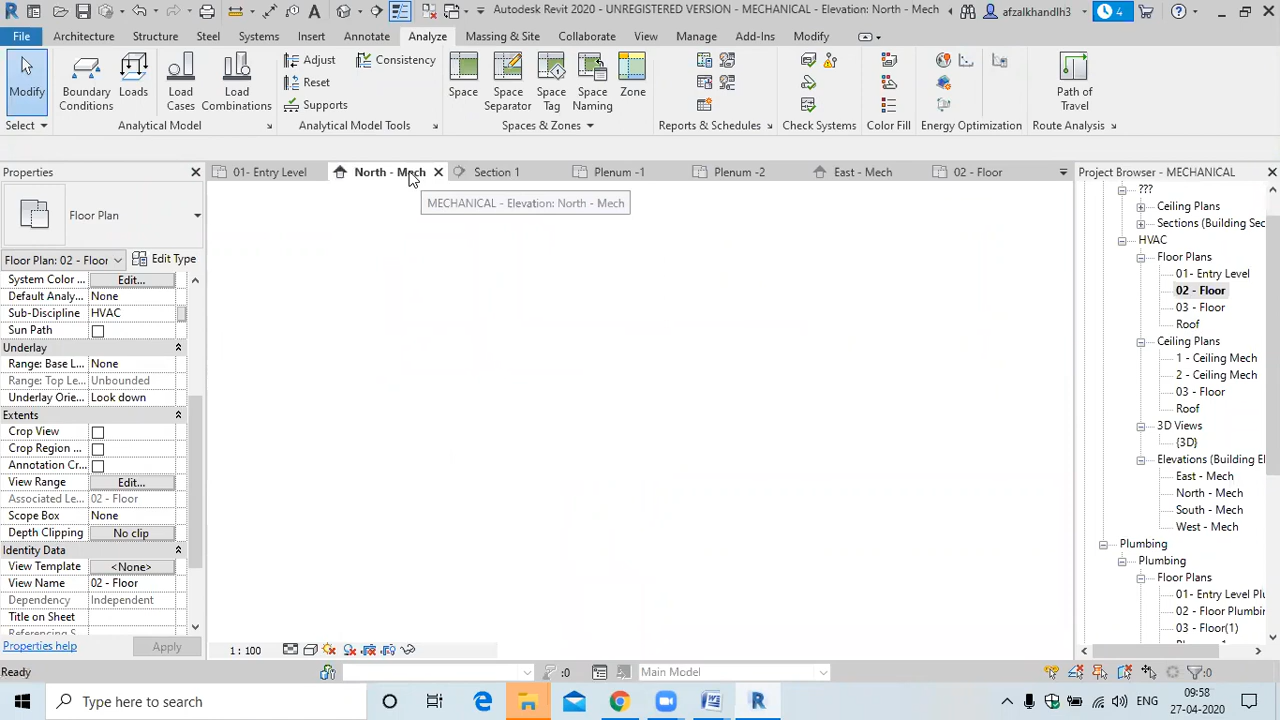 Autodesk Revit 2020 - UNREGISTERED VERSION - MECHANICAL - Elevation: North - Mech
afzalkhandlh3
4
File Architecture Structure Steel Systems Insert Annotate Analyze Massing & Site Collaborate View Manage Add-Ins Modify
Modify
Boundary Conditions
Loads
Load Cases
Load Combinations
Adjust
Reset
Supports
Consistency
Space
Space Separator
Space Tag
Space Naming
Zone
Path of Travel
Select
Analytical Model
Analytical Model Tools
Spaces & Zones
Reports & Schedules
Check Systems
Color Fill
Energy Optimization
Route Analysis
Properties
01- Entry Level
North - Mech
Section 1
Plenum -1
Plenum -2
East - Mech
02 - Floor
Project Browser - MECHANICAL
MECHANICAL - Elevation: North - Mech
Floor Plan
Floor Plan: 02 - Floor
Edit Type
System Color ... Edit...
Default Analy... None
Sub-Discipline HVAC
Sun Path
Underlay
Range: Base L... None
Range: Top Le... Unbounded
Underlay Orie... Look down
Extents
Crop View
Crop Region ...
Annotation Cr...
View Range Edit...
Associated Le... 02 - Floor
Scope Box None
Depth Clipping No clip
Identity Data
View Template <None>
View Name 02 - Floor
Dependency Independent
Title on Sheet
Properties help
Apply
???
Ceiling Plans
Sections (Building Sec
HVAC
Floor Plans
01- Entry Level
02 - Floor
03 - Floor
Roof
Ceiling Plans
1 - Ceiling Mech
2 - Ceiling Mech
03 - Floor
Roof
3D Views
{3D}
Elevations (Building El
East - Mech
North - Mech
South - Mech
West - Mech
Plumbing
Plumbing
Floor Plans
01- Entry Level Plu
02 - Floor Plumbin
03 - Floor(1)
1 : 100
Ready
:0
Main Model
:0
Type here to search
ENG
09:58
27-04-2020